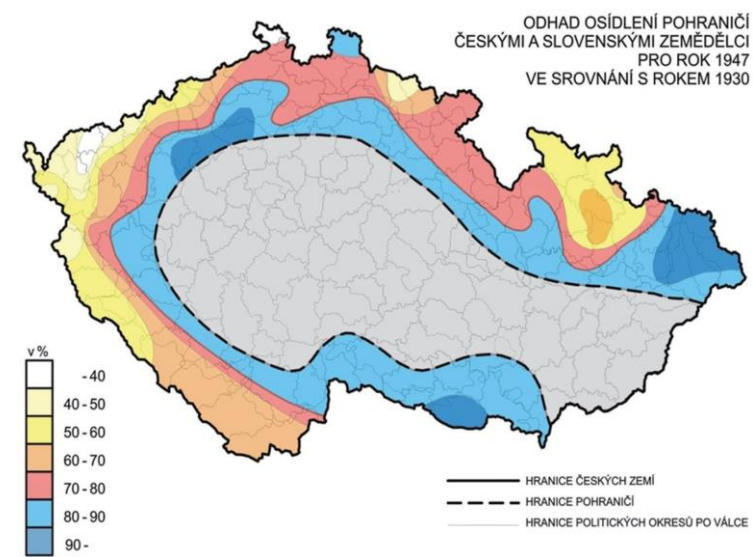 ODHAD OSÍDLENÍ POHRANIČÍ
ČESKÝMI A SLOVENSKÝMI ZEMĚDĚLCI
PRO ROK 1947
VE SROVNÁNÍ S ROKEM 1930
v %
- 40
40 - 50
50 - 60
60 - 70
70 - 80
80 - 90
90 -
HRANICE ČESKÝCH ZEMÍ
HRANICE POHRANIČÍ
HRANICE POLITICKÝCH OKRESŮ PO VÁLCE